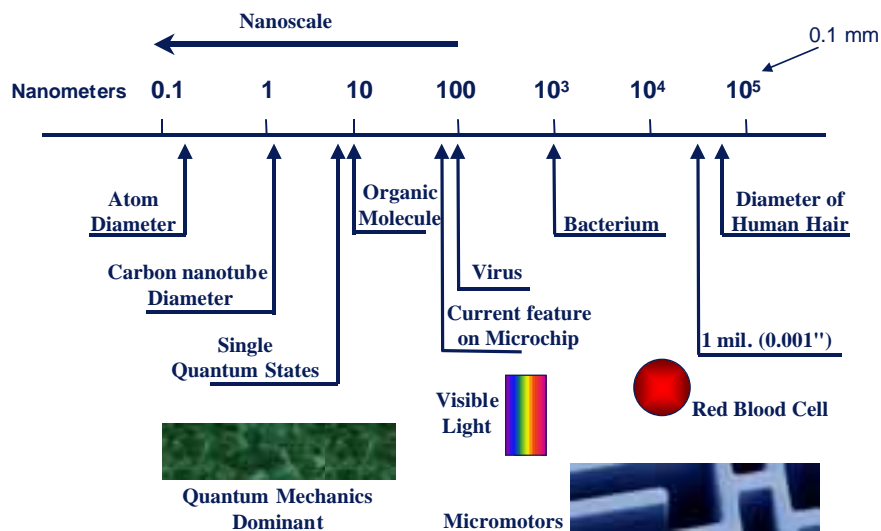 Nanoscale
0.1 mm
Nanometers 0.1 1 10 100 10³ 10⁴ 10⁵
Atom
Diameter
Organic
Molecule
Bacterium
Diameter of
Human Hair
Carbon nanotube
Diameter
Virus
Current feature
on Microchip
1 mil. (0.001")
Single
Quantum States
Visible
Light
Red Blood Cell
Quantum Mechanics
Dominant
Micromotors